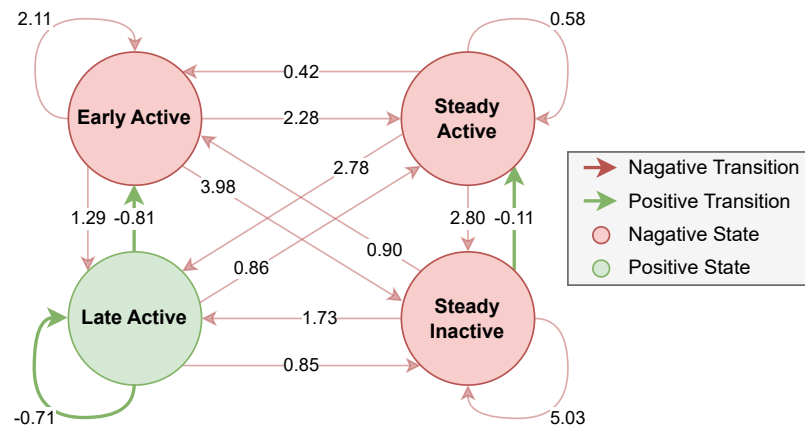 2.11
0.58
0.42
Early Active
2.28
Steady
Active
2.78
3.98
Nagative Transition
Positive Transition
Nagative State
Positive State
1.29
-0.81
2.80
-0.11
0.86
0.90
Late Active
1.73
Steady
Inactive
0.85
-0.71
5.03